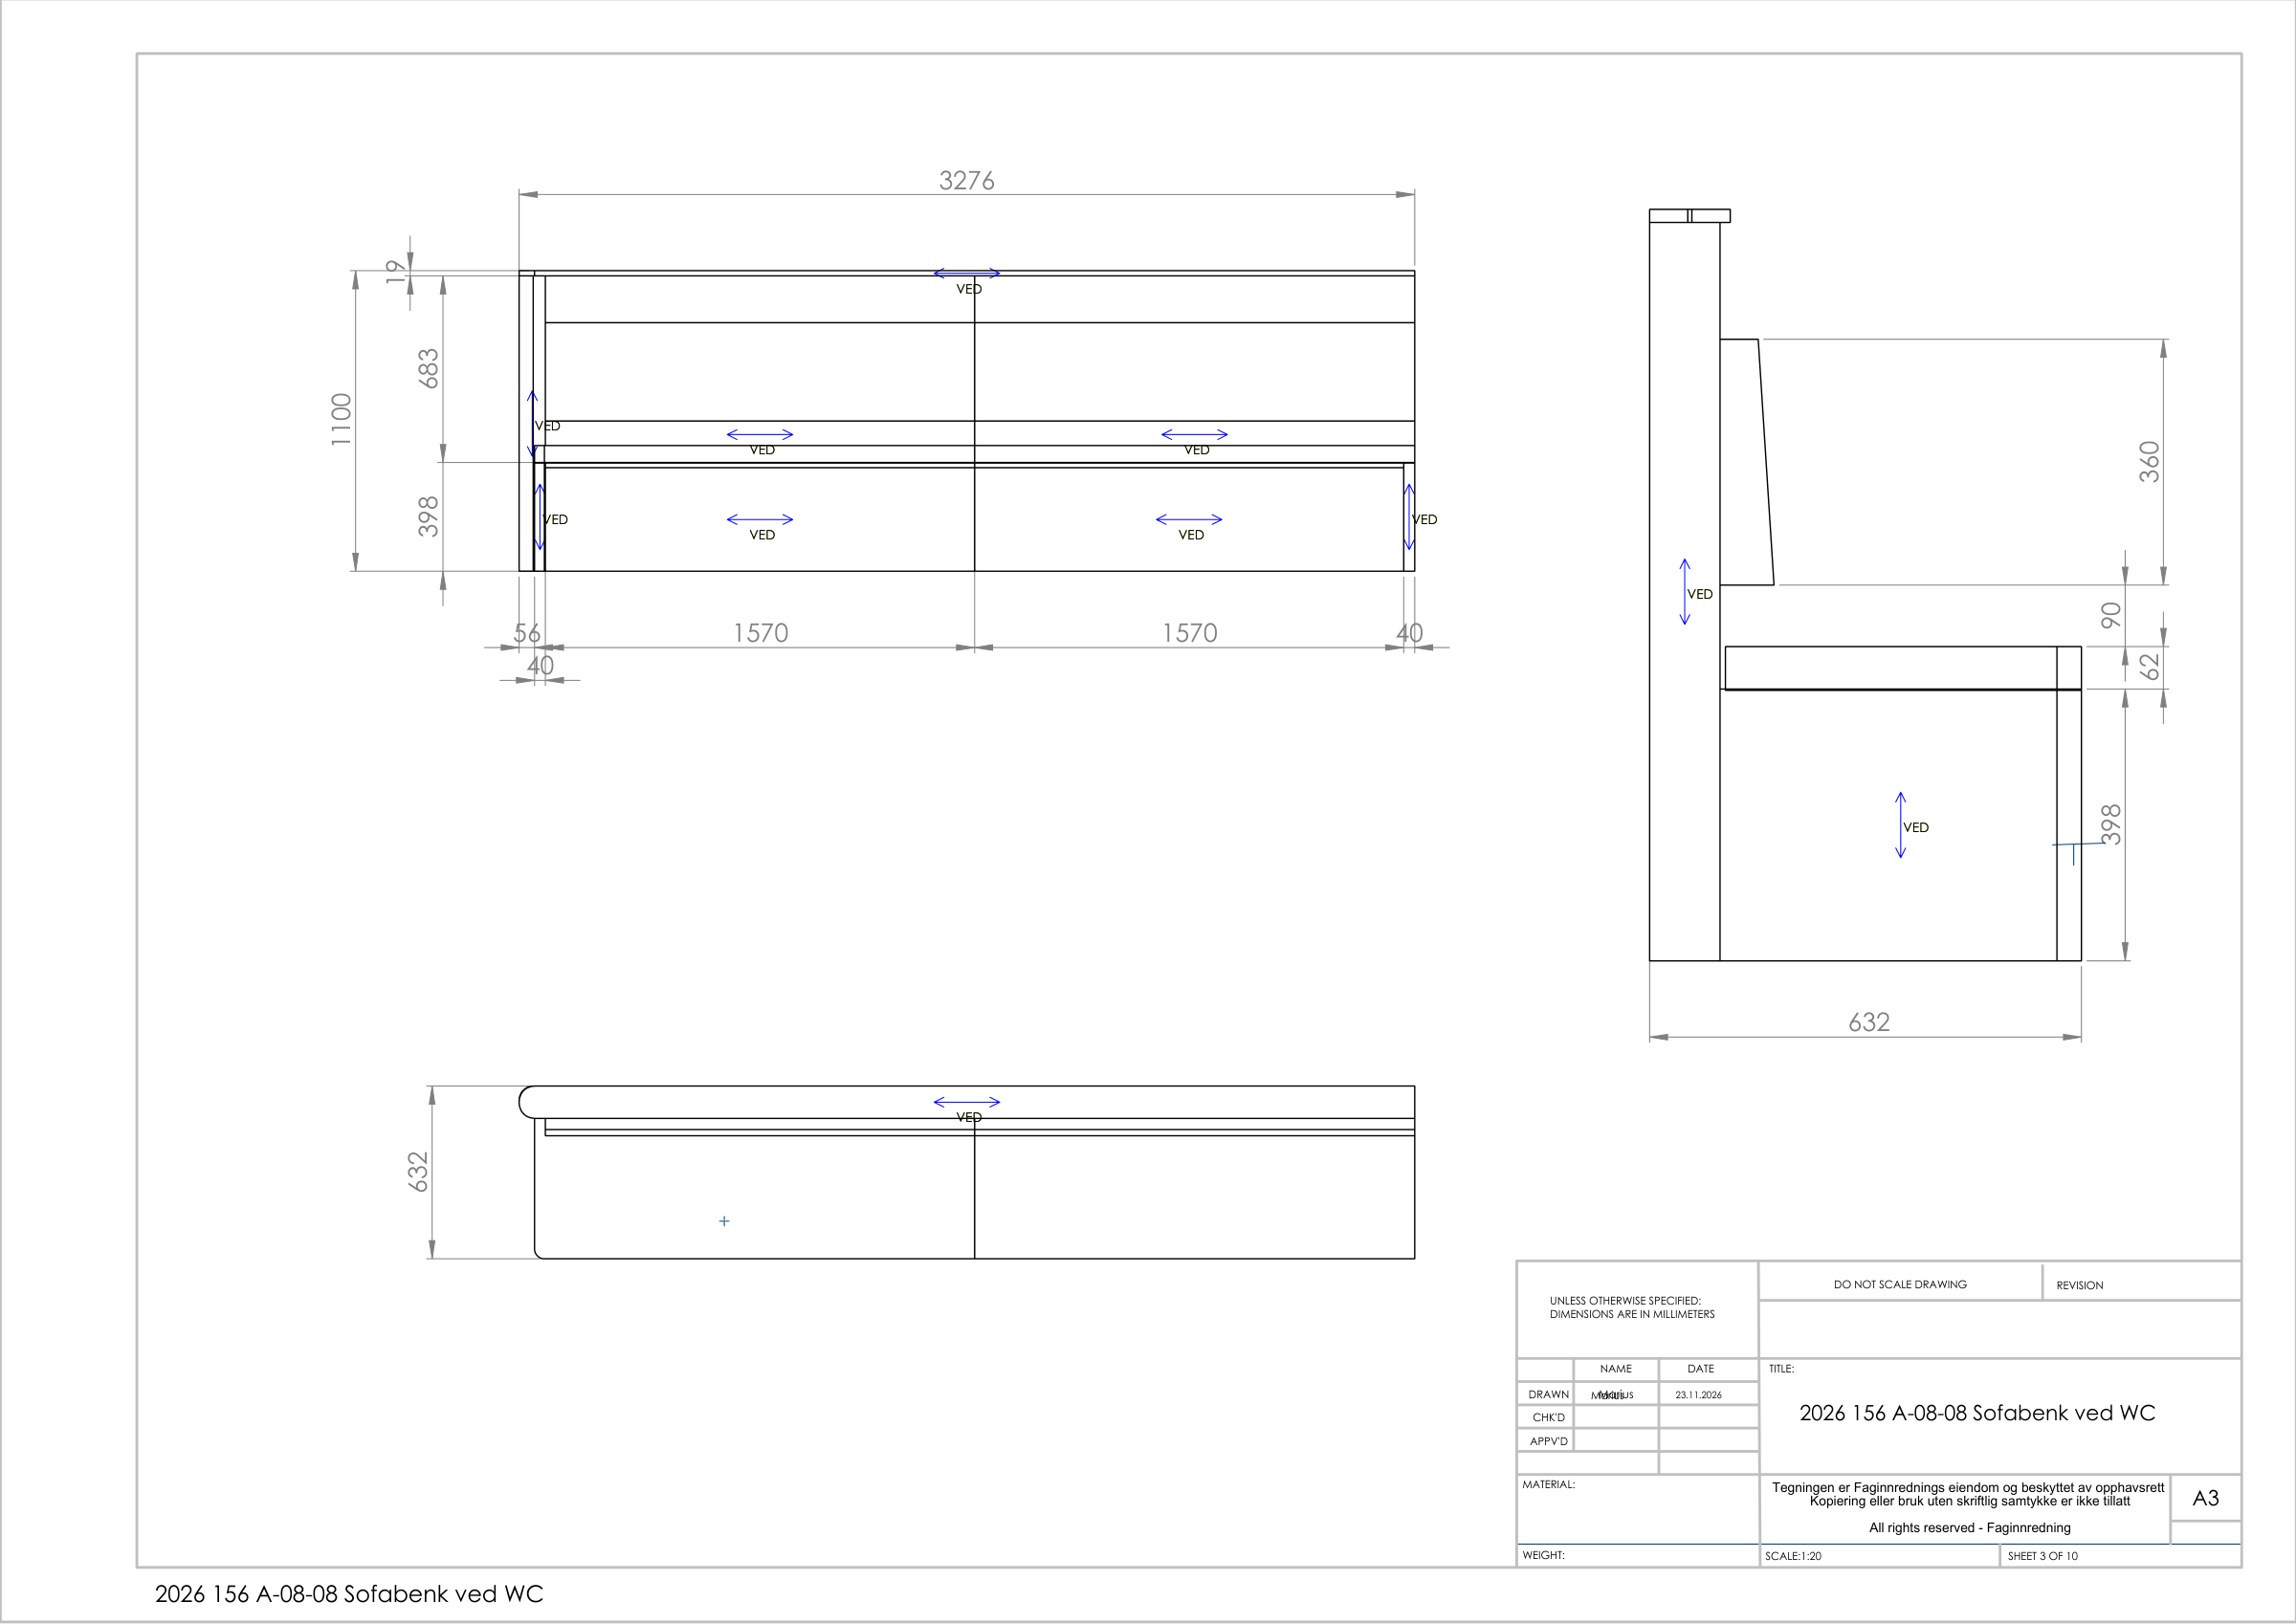 3276
19
VED
683
1100
VED
VED
VED
398
VED
VED
VED
VED
56
1570
1570
40
40
360
VED
90
62
VED
398
632
VED
632
UNLESS OTHERWISE SPECIFIED:
DIMENSIONS ARE IN MILLIMETERS
DO NOT SCALE DRAWING
REVISION
NAME
DATE
TITLE:
DRAWN
Marius
23.11.2026
CHK'D
APPV'D
2026 156 A-08-08 Sofabenk ved WC
MATERIAL:
Tegningen er Faginnrednings eiendom og beskyttet av opphavsrett
Kopiering eller bruk uten skriftlig samtykke er ikke tillatt
All rights reserved - Faginnredning
A3
WEIGHT:
SCALE:1:20
SHEET 3 OF 10
2026 156 A-08-08 Sofabenk ved WC